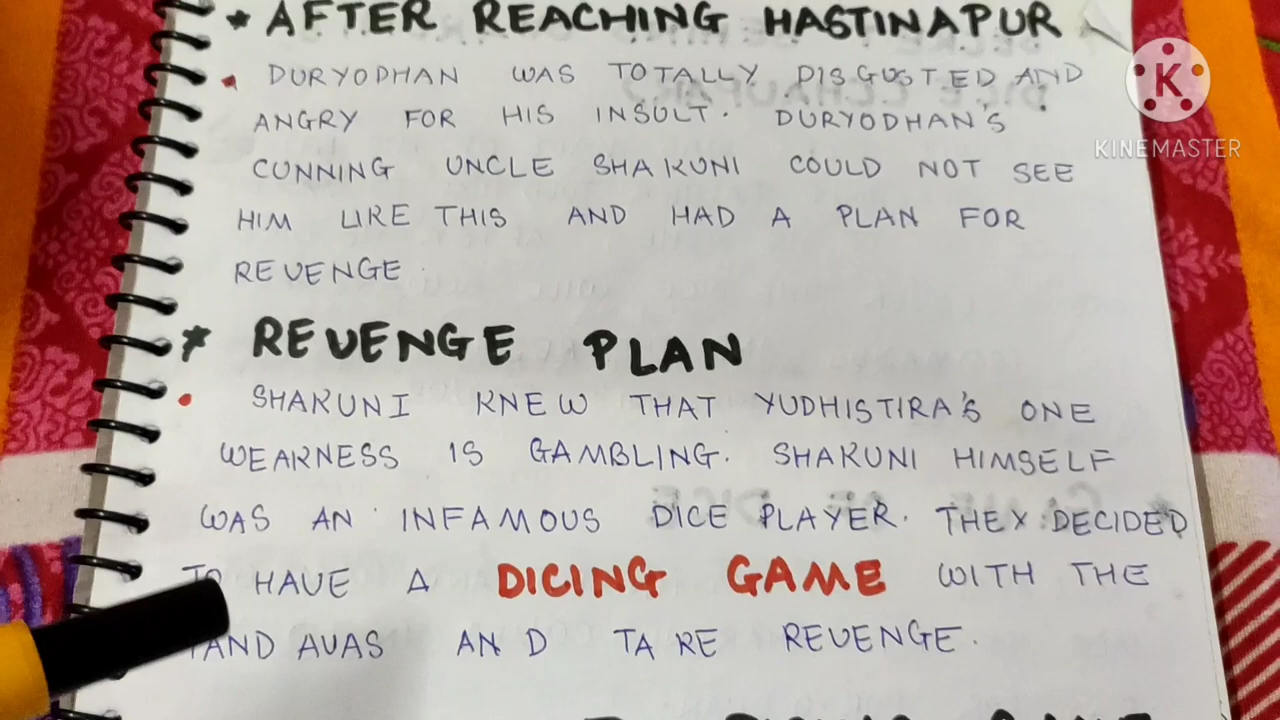 * AFTER REACHING HASTINAPUR
• DURYODHAN WAS TOTALLY DISGUSTED AND
ANGRY FOR HIS INSULT. DURYODHAN'S
CUNNING UNCLE SHAKUNI COULD NOT SEE
HIM LIKE THIS AND HAD A PLAN FOR
REVENGE.
* REVENGE PLAN
• SHAKUNI KNEW THAT YUDHISTIRA'S ONE
WEAKNESS IS GAMBLING. SHAKUNI HIMSELF
WAS AN INFAMOUS DICE PLAYER. THEY DECIDED
TO HAVE A DICING GAME WITH THE
PANDAVAS AND TAKE REVENGE.
K
KINEMASTER